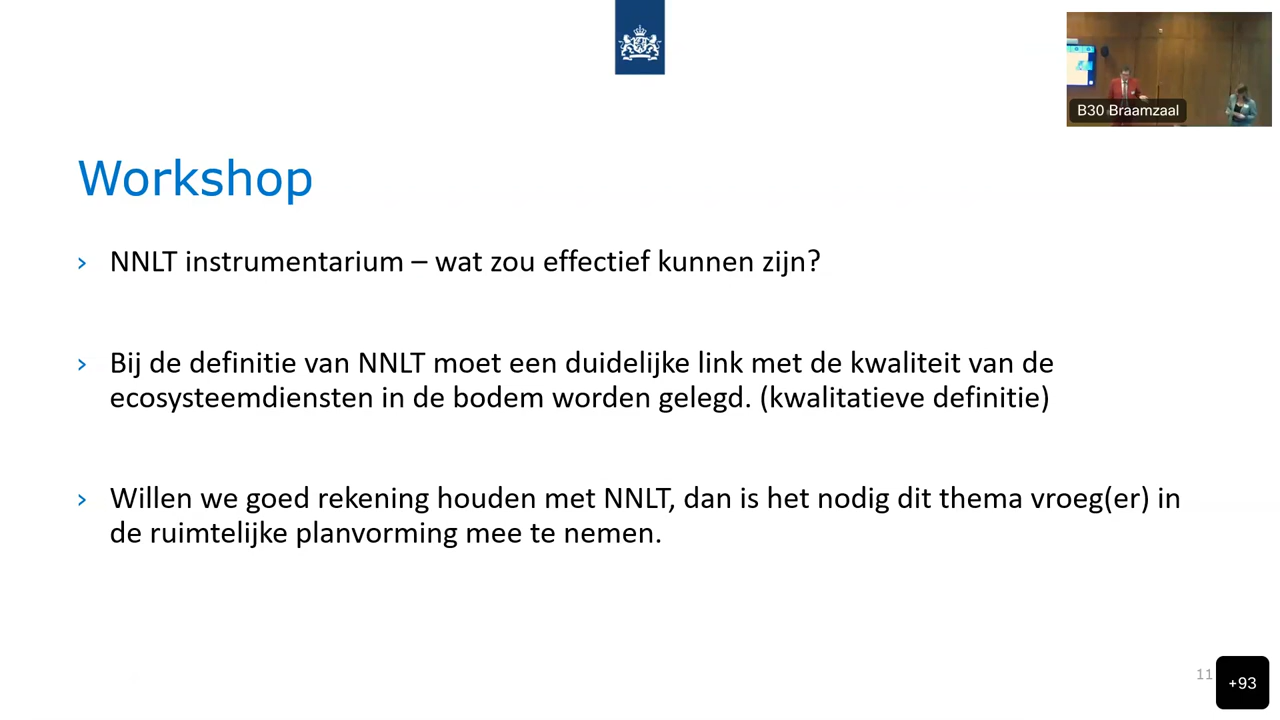 B30 Braamzaal
Workshop
› NNLT instrumentarium – wat zou effectief kunnen zijn?
› Bij de definitie van NNLT moet een duidelijke link met de kwaliteit van de
ecosysteemdiensten in de bodem worden gelegd. (kwalitatieve definitie)
› Willen we goed rekening houden met NNLT, dan is het nodig dit thema vroeg(er) in
de ruimtelijke planvorming mee te nemen.
11
+93